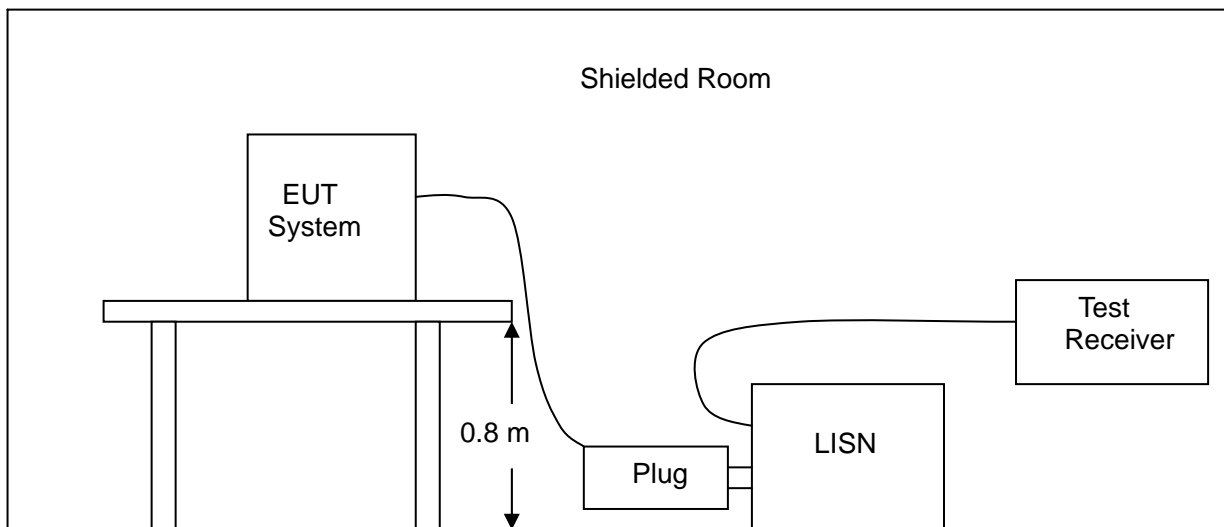 Shielded Room
EUT
System
Test
Receiver
0.8 m
LISN
Plug